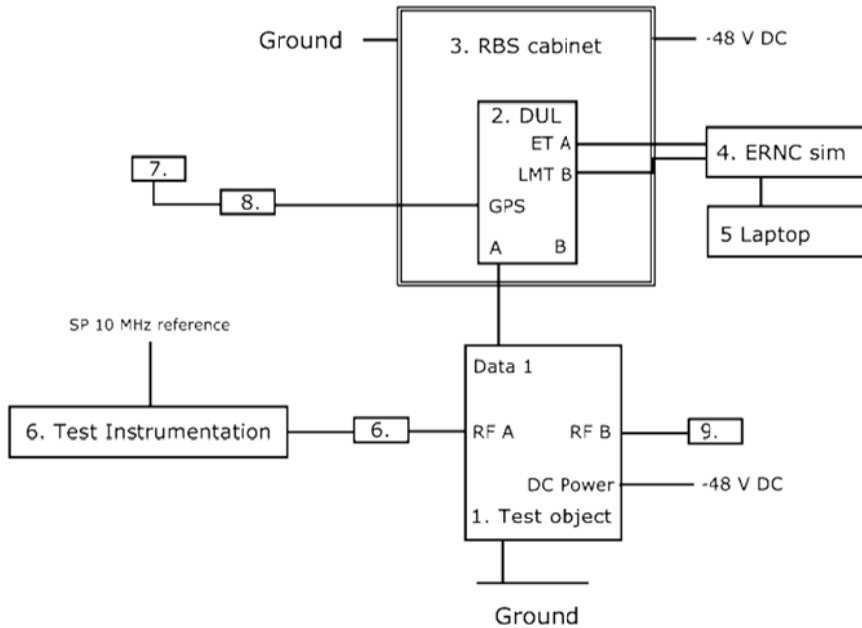 Ground
3. RBS cabinet
-48 V DC
2. DUL
ET A
LMT B
4. ERNC sim
7.
8.
GPS
5 Laptop
A B
SP 10 MHz reference
Data 1
6. Test Instrumentation
6.
RF A RF B
9.
DC Power
-48 V DC
1. Test object
Ground